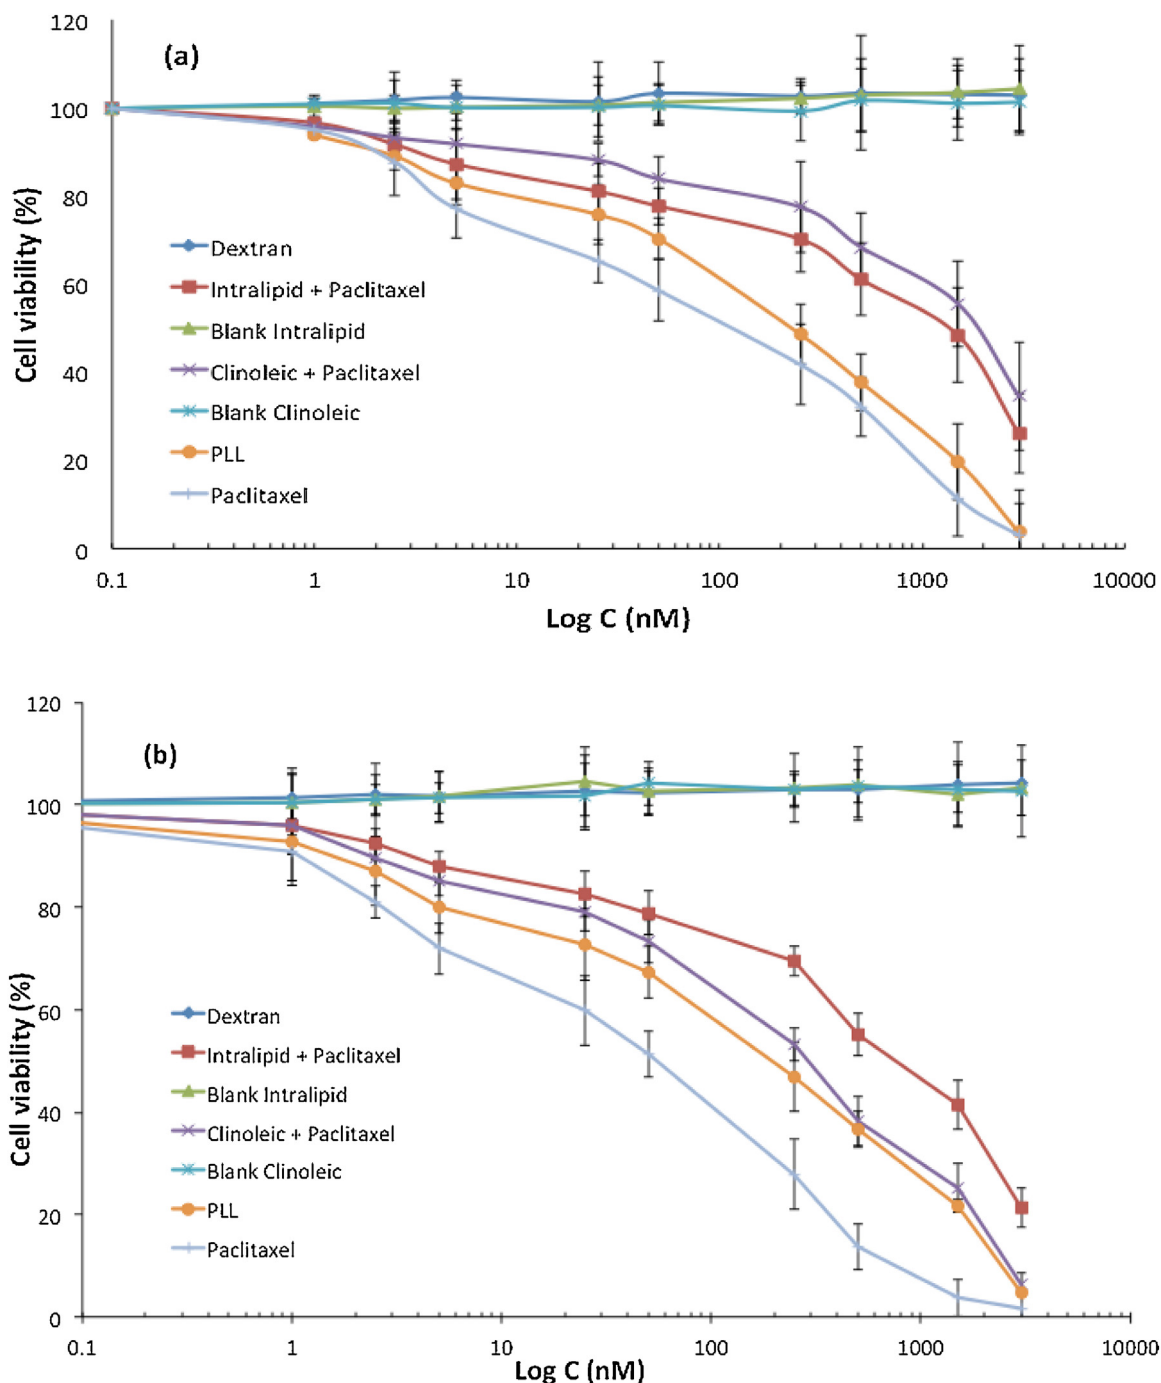 (a)
120
100
80
60
40
20
0
Cell viability (%)
Dextran
Intralipid + Paclitaxel
Blank Intralipid
Clinoleic + Paclitaxel
Blank Clinoleic
PLL
Paclitaxel
0.1 1 10 100 1000 10000
Log C (nM)
(b)
120
100
80
60
40
20
0
Cell viability (%)
Dextran
Intralipid + Paclitaxel
Blank Intralipid
Clinoleic + Paclitaxel
Blank Clinoleic
PLL
Paclitaxel
0.1 1 10 100 1000 10000
Log C (nM)